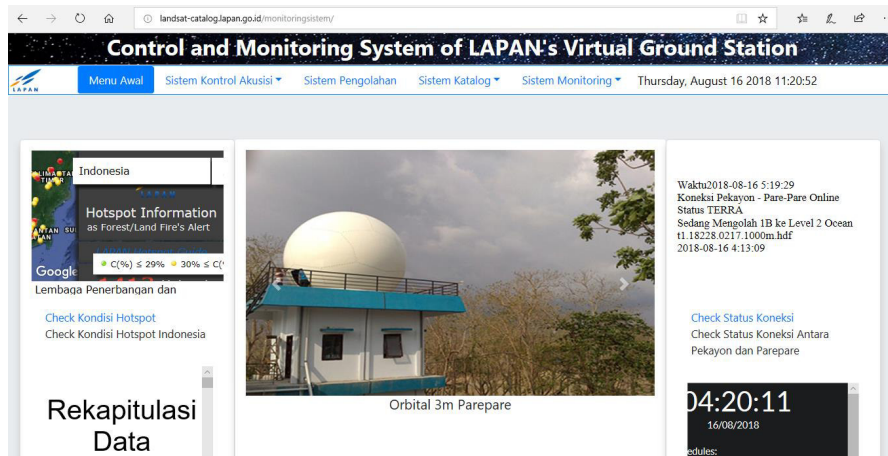 landsat-catalog.lapan.go.id/monitoringsistem/
Control and Monitoring System of LAPAN's Virtual Ground Station
LAPAN
Menu Awal
Sistem Kontrol Akusisi
Sistem Pengolahan
Sistem Katalog
Sistem Monitoring
Thursday, August 16 2018 11:20:52
Indonesia
Hotspot Information
as Forest/Land Fire's Alert
C(%) ≤ 29% 30% ≤ C(
Google
Lembaga Penerbangan dan
Check Kondisi Hotspot
Check Kondisi Hotspot Indonesia
Rekapitulasi
Data
Orbital 3m Parepare
Waktu2018-08-16 5:19:29
Koneksi Pekayon - Pare-Pare Online
Status TERRA
Sedang Mengolah 1B ke Level 2 Ocean
t1.18228.0217.1000m.hdf
2018-08-16 4:13:09
Check Status Koneksi
Check Status Koneksi Antara
Pekayon dan Parepare
04:20:11
16/08/2018
edules: